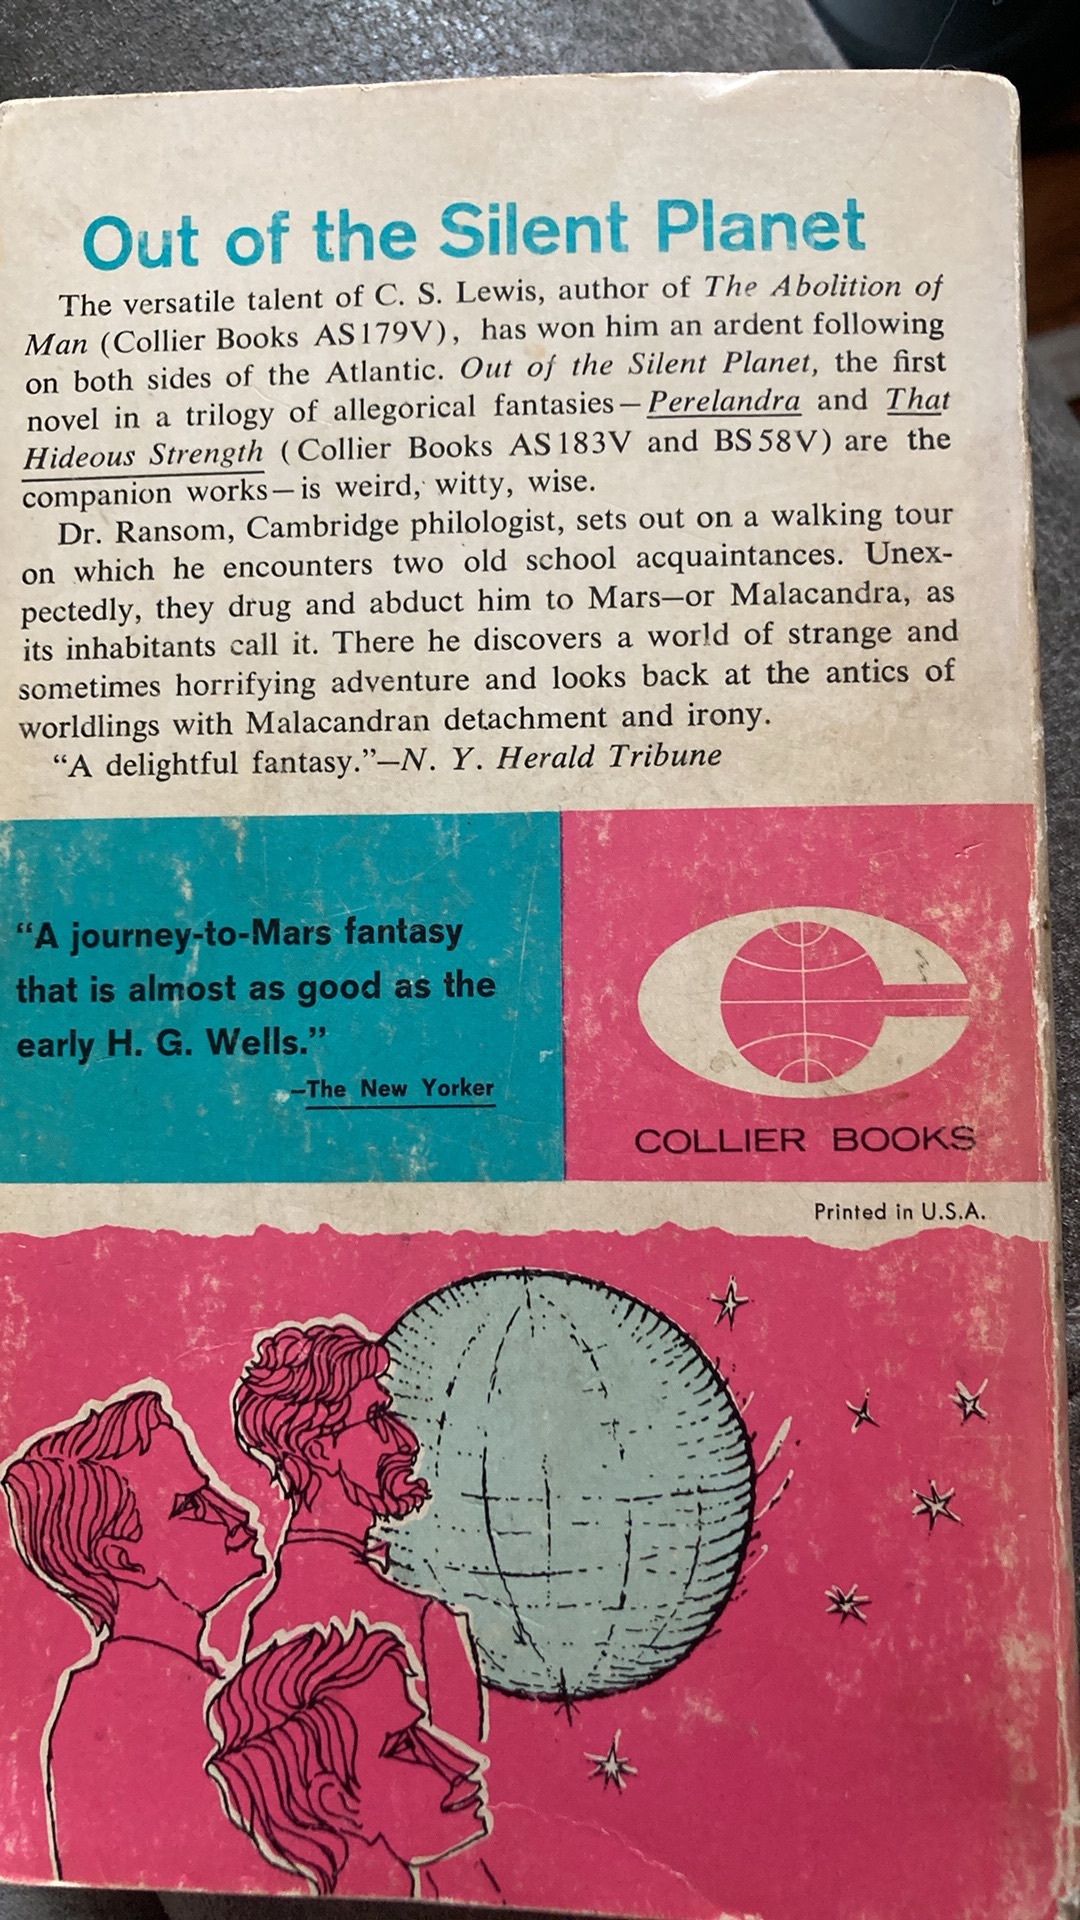 Out of the Silent Planet
The versatile talent of C. S. Lewis, author of The Abolition of
Man (Collier Books AS179V), has won him an ardent following
on both sides of the Atlantic. Out of the Silent Planet, the first
novel in a trilogy of allegorical fantasies—Perelandra and That
Hideous Strength (Collier Books AS183V and BS58V) are the
companion works—is weird, witty, wise.
Dr. Ransom, Cambridge philologist, sets out on a walking tour
on which he encounters two old school acquaintances. Unex-
pectedly, they drug and abduct him to Mars—or Malacandra, as
its inhabitants call it. There he discovers a world of strange and
sometimes horrifying adventure and looks back at the antics of
worldlings with Malacandran detachment and irony.
“A delightful fantasy.”—N. Y. Herald Tribune
“A journey-to-Mars fantasy
that is almost as good as the
early H. G. Wells.”
—The New Yorker
COLLIER BOOKS
Printed in U.S.A.